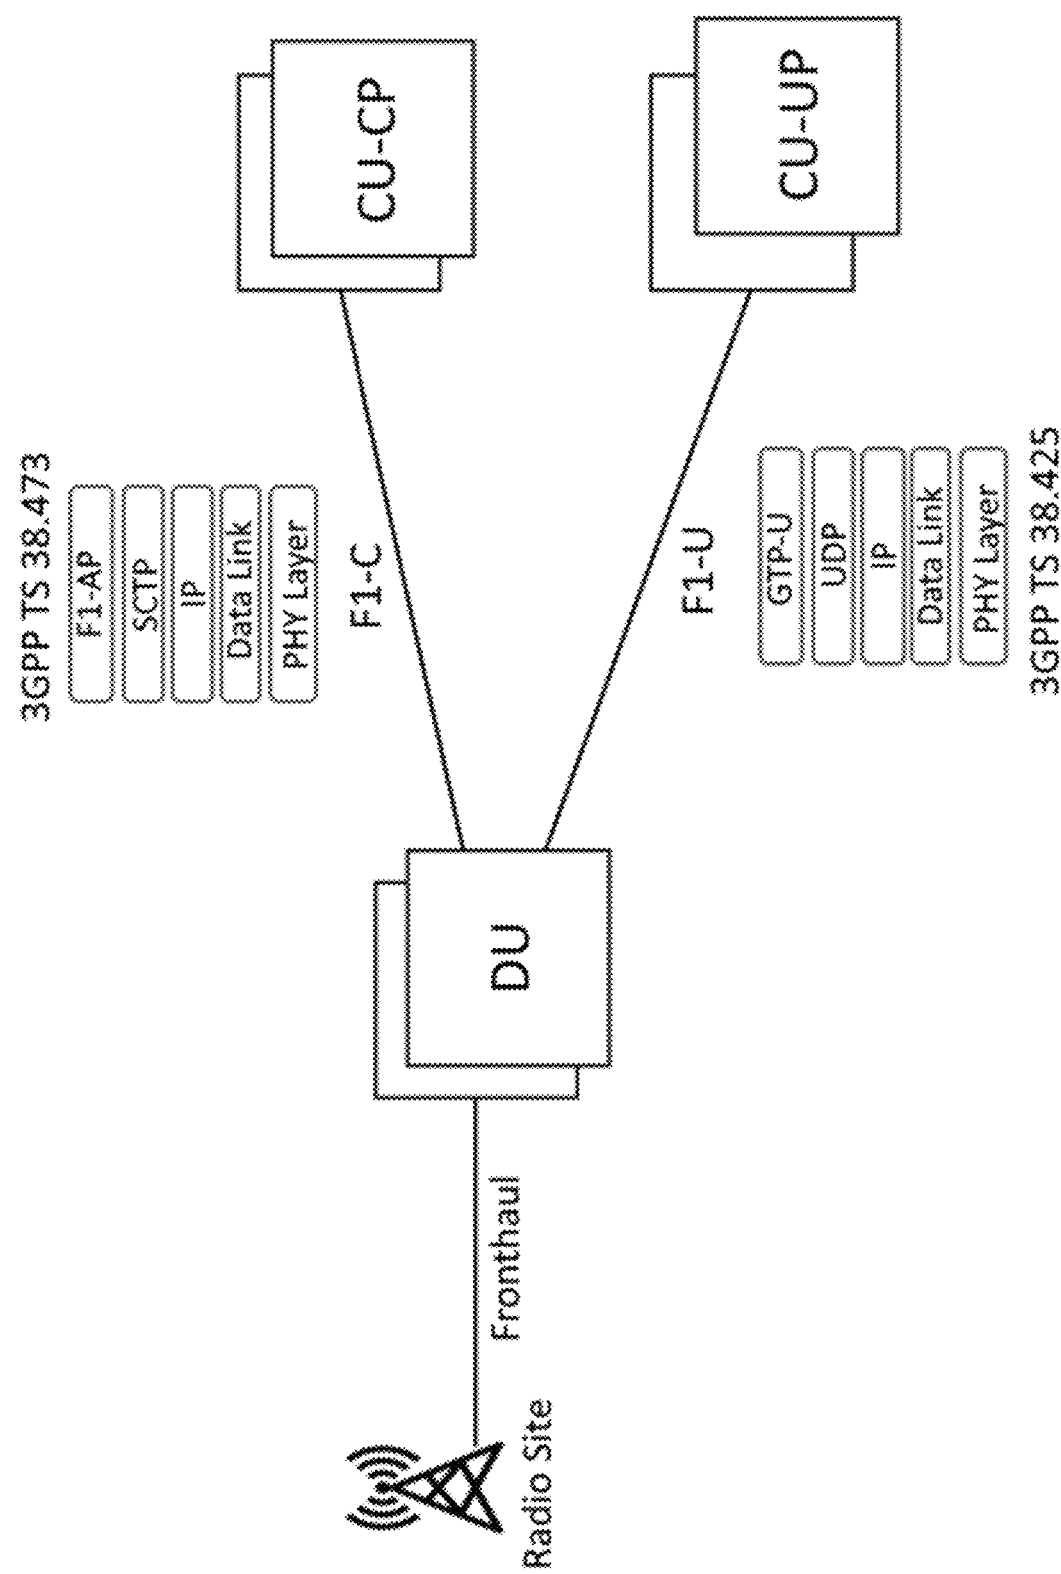 3GPP TS 38.473
F1-AP
SCTP
IP
Data Link
PHY Layer
F1-C
CU-CP
Radio Site
Fronthaul
DU
F1-U
CU-UP
GTP-U
UDP
IP
Data Link
PHY Layer
3GPP TS 38.425